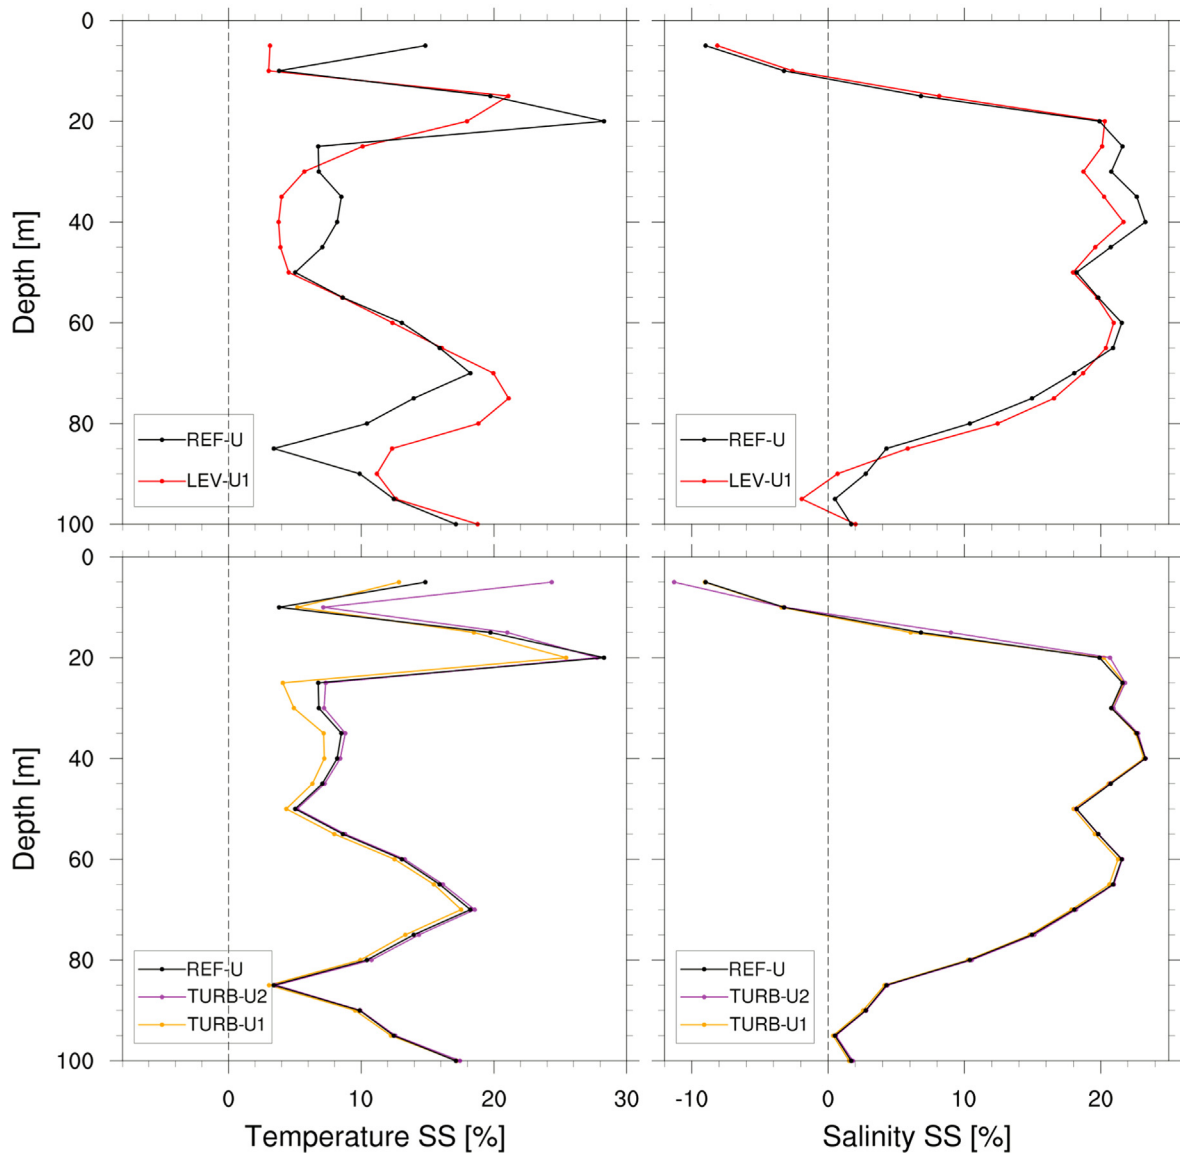 0
20
40
60
80
100
Depth [m]
REF-U
LEV-U1
REF-U
LEV-U1
0
20
40
60
80
100
Depth [m]
REF-U
TURB-U2
TURB-U1
REF-U
TURB-U2
TURB-U1
0 10 20 30
-10 0 10 20
Temperature SS [%]
Salinity SS [%]